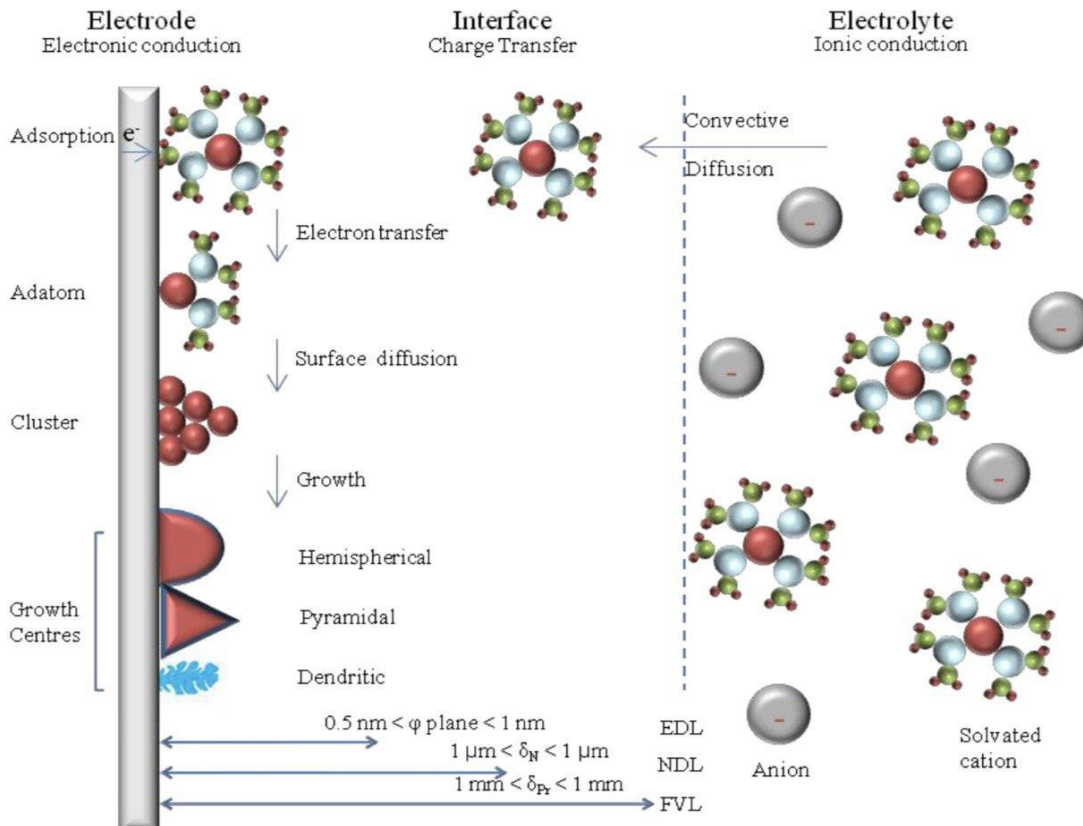 Electrode
Electronic conduction
Interface
Charge Transfer
Electrolyte
Ionic conduction
Adsorption
e-
Convective
Diffusion
Electron transfer
Adatom
Surface diffusion
Cluster
Growth
Hemispherical
Growth
Centres
Pyramidal
Dendritic
0.5 nm < φ plane < 1 nm
EDL
1 μm < δN < 1 μm
NDL
1 mm < δPr < 1 mm
FVL
Anion
Solvated
cation